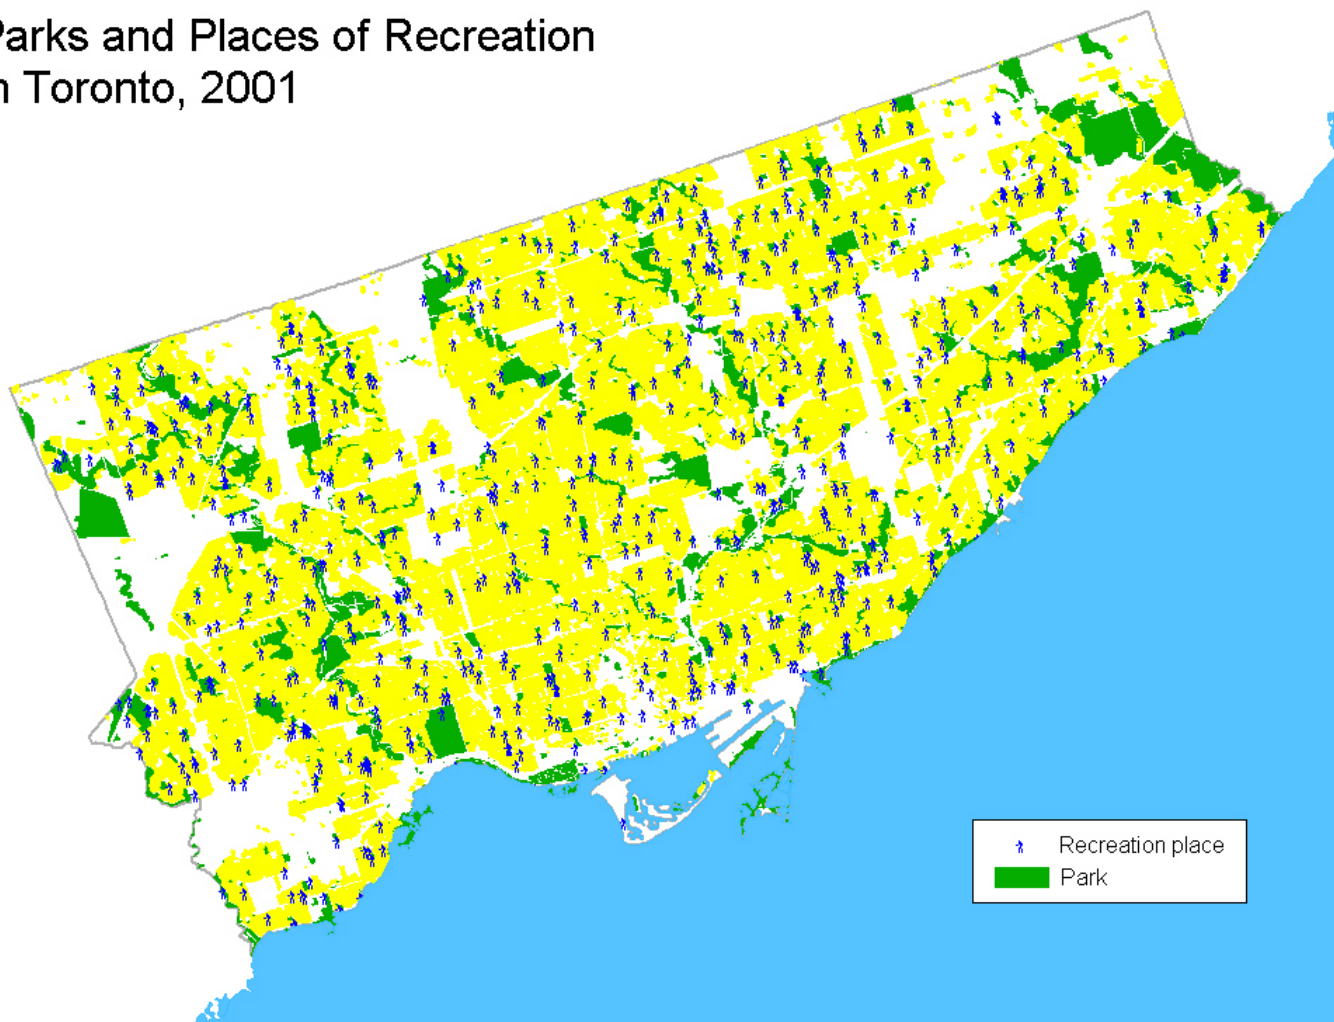 Parks and Places of Recreation
n Toronto, 2001
Recreation place
Park